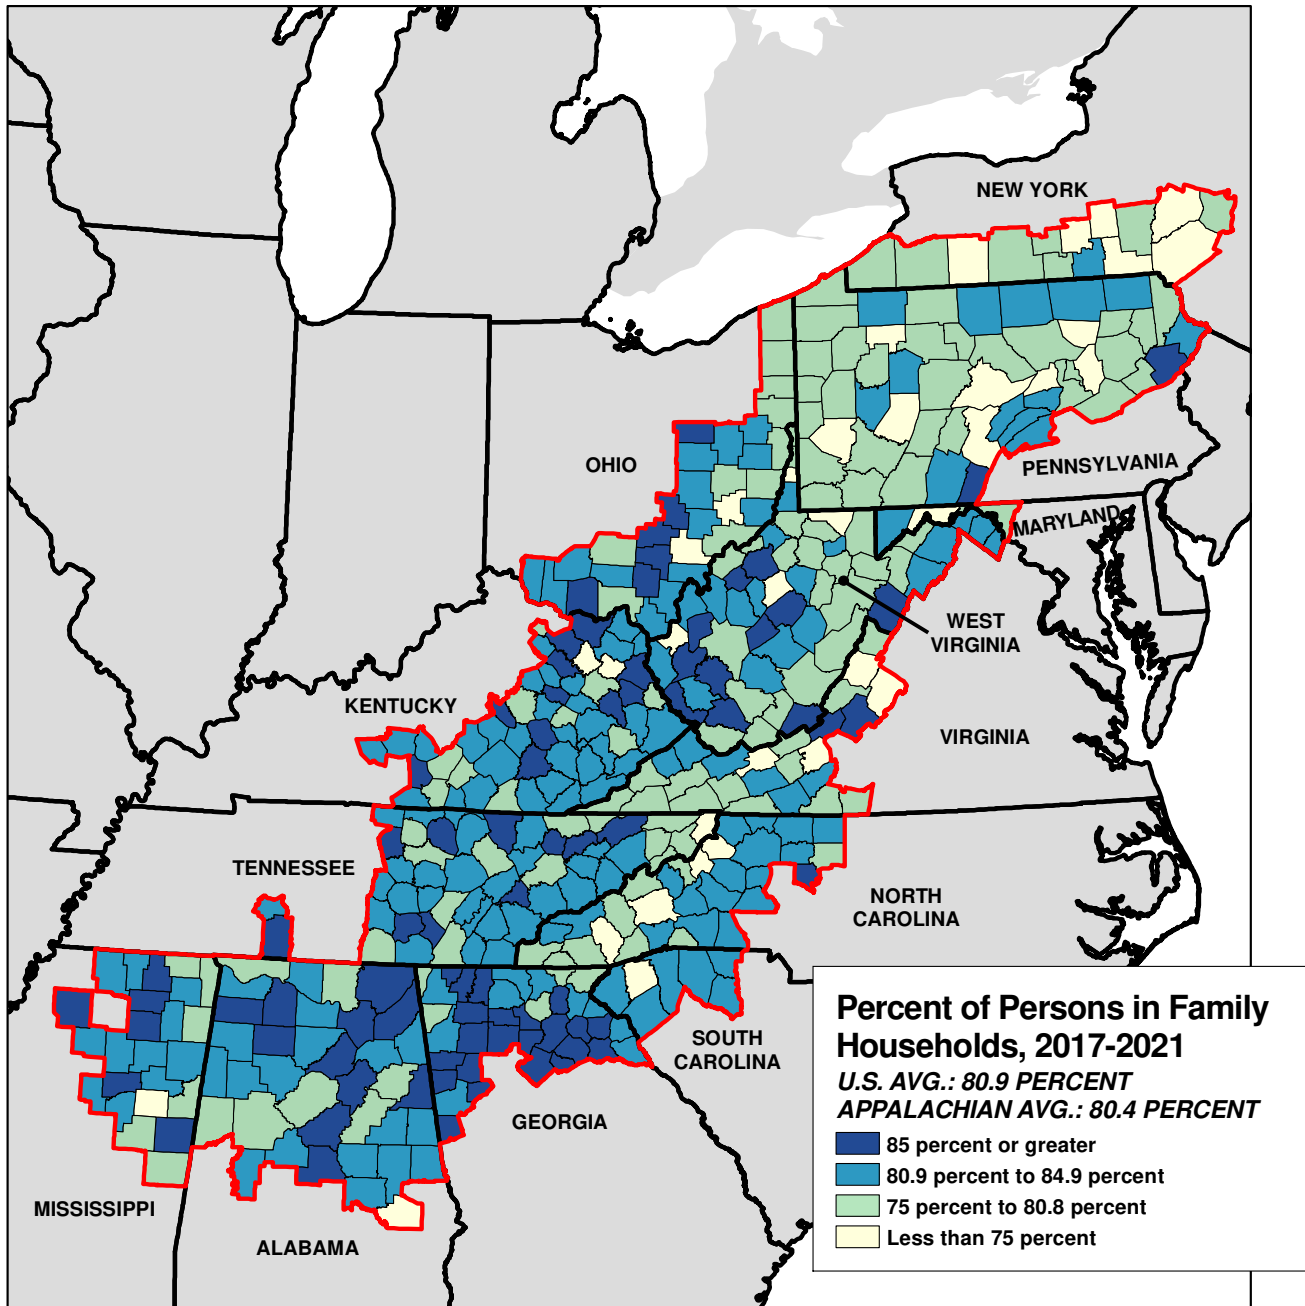 NEW YORK
OHIO
PENNSYLVANIA
MARYLAND
WEST
VIRGINIA
KENTUCKY
VIRGINIA
TENNESSEE
NORTH
CAROLINA
SOUTH
CAROLINA
GEORGIA
MISSISSIPPI
ALABAMA
Percent of Persons in Family
Households, 2017-2021
U.S. AVG.: 80.9 PERCENT
APPALACHIAN AVG.: 80.4 PERCENT
85 percent or greater
80.9 percent to 84.9 percent
75 percent to 80.8 percent
Less than 75 percent